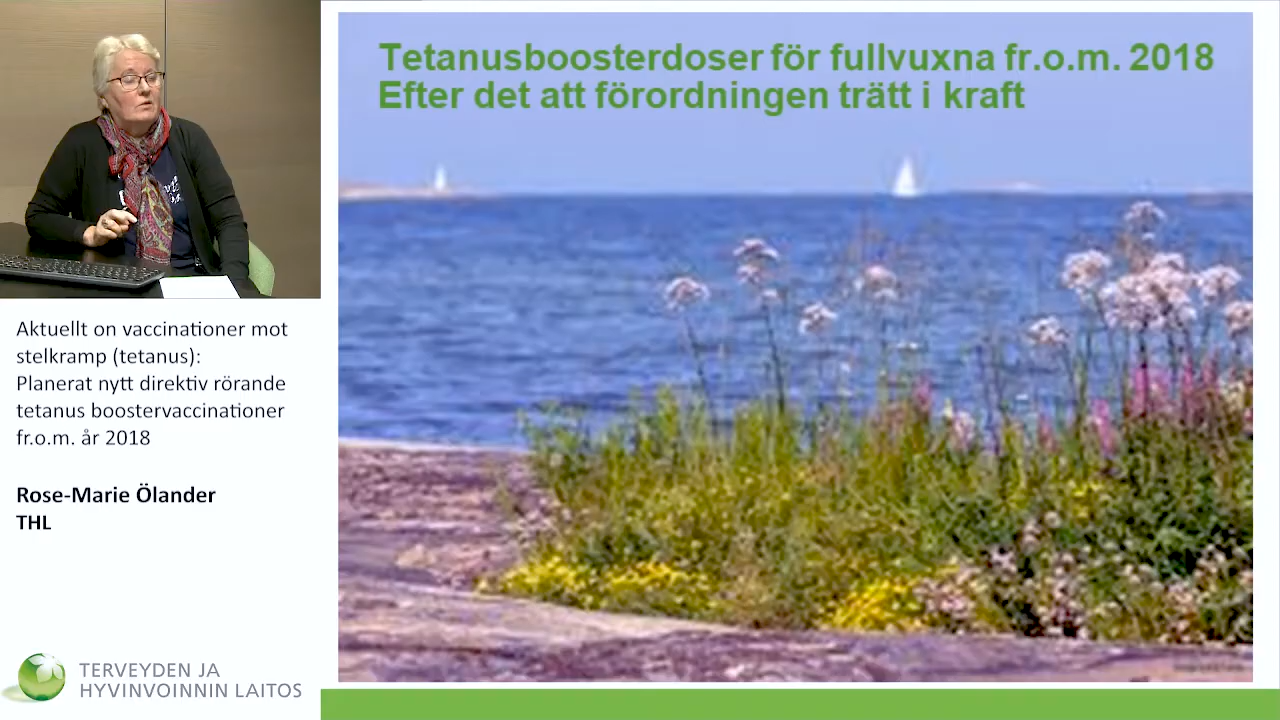 Tetanusboosterdoser för fullvuxna fr.o.m. 2018
Efter det att förordningen trätt i kraft
Aktuellt on vaccinationer mot
stelkramp (tetanus):
Planerat nytt direktiv rörande
tetanus boostervaccinationer
fr.o.m. år 2018
Rose-Marie Ölander
THL
TERVEYDEN JA
HYVINVOINNIN LAITOS